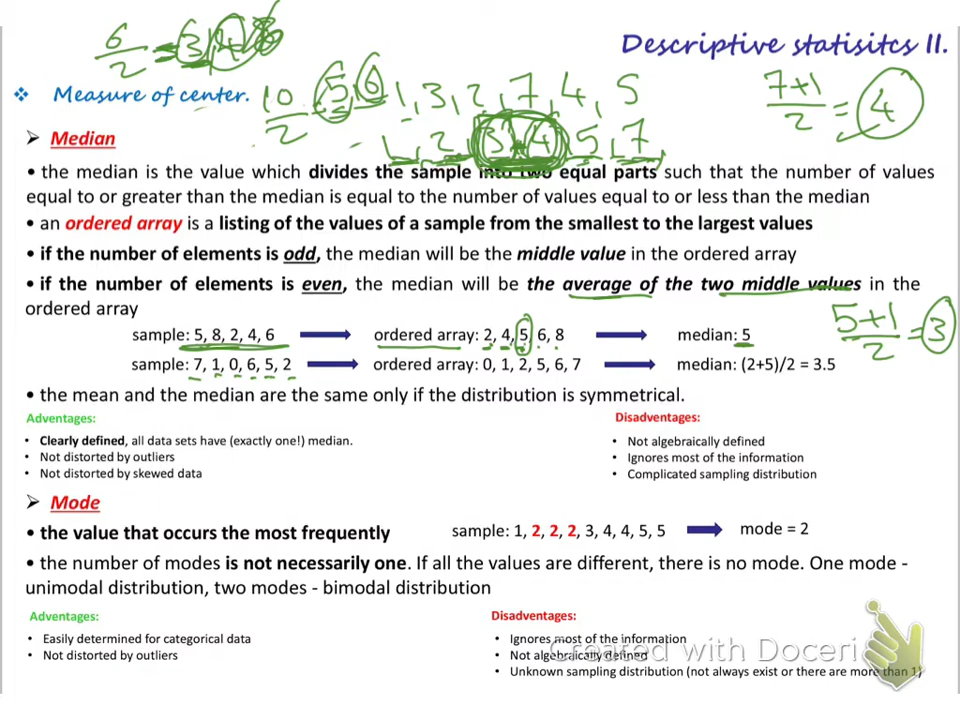 Descriptive statisitcs II.
6/2 = 3, 4
❖ Measure of center.
10/2 5, 6 1, 3, 2, 7, 4, 5
7+1/2 = 4
1, 2, 3, 4, 5, 7,
➢ Median
• the median is the value which divides the sample into two equal parts such that the number of values
equal to or greater than the median is equal to the number of values equal to or less than the median
• an ordered array is a listing of the values of a sample from the smallest to the largest values
• if the number of elements is odd, the median will be the middle value in the ordered array
• if the number of elements is even, the median will be the average of the two middle values in the
ordered array
5+1/2 = 3
sample: 5, 8, 2, 4, 6 ordered array: 2, 4, 5, 6, 8 median: 5
sample: 7, 1, 0, 6, 5, 2 ordered array: 0, 1, 2, 5, 6, 7 median: (2+5)/2 = 3.5
• the mean and the median are the same only if the distribution is symmetrical.
Adventages:
• Clearly defined, all data sets have (exactly one!) median.
• Not distorted by outliers
• Not distorted by skewed data
Disadventages:
• Not algebraically defined
• Ignores most of the information
• Complicated sampling distribution
➢ Mode
• the value that occurs the most frequently sample: 1, 2, 2, 2, 3, 4, 4, 5, 5 mode = 2
• the number of modes is not necessarily one. If all the values are different, there is no mode. One mode -
unimodal distribution, two modes - bimodal distribution
Adventages:
• Easily determined for categorical data
• Not distorted by outliers
Disadventages:
• Ignores most of the information
• Not algebraically defined
• Unknown sampling distribution (not always exist or there are more than 1)
Created with Doceri